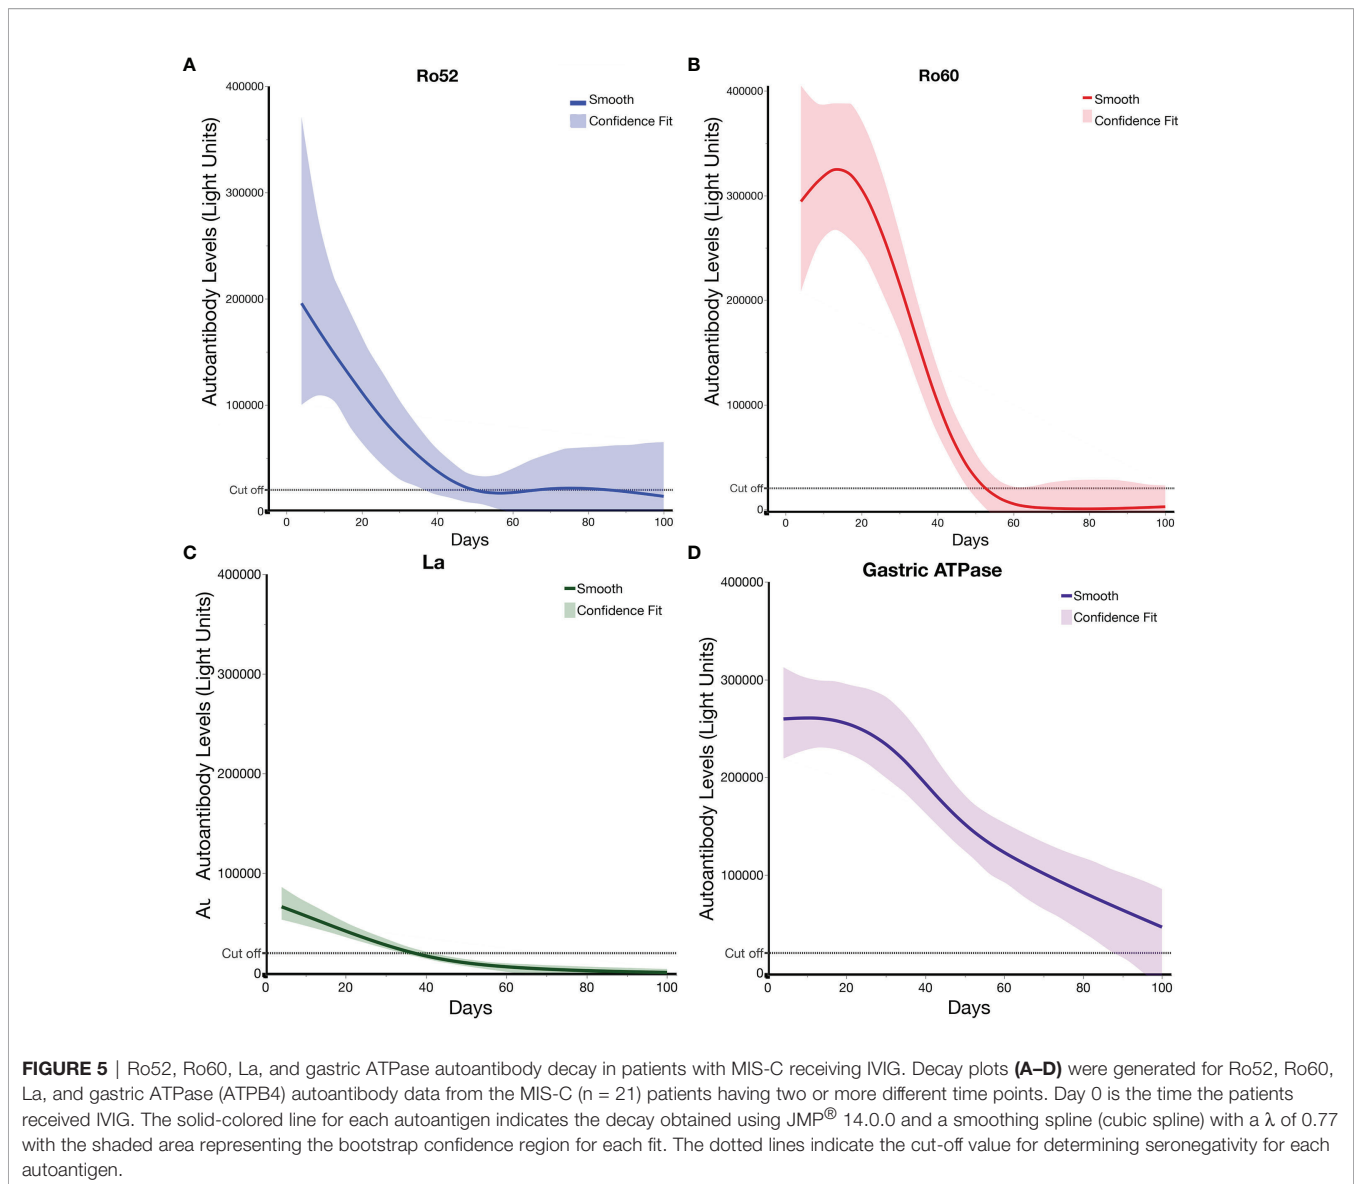 A
Ro52
400000
300000
200000
100000
Cut off
0
0 20 40 60 80 100
Days
Autoantibody Levels (Light Units)
Smooth
Confidence Fit
B
Ro60
400000
300000
200000
100000
Cut off
0
0 20 40 60 80 100
Days
Autoantibody Levels (Light Units)
Smooth
Confidence Fit
C
La
400000
300000
200000
100000
Cut off
0
0 20 40 60 80 100
Days
Autoantibody Levels (Light Units)
Smooth
Confidence Fit
D
Gastric ATPase
400000
300000
200000
100000
Cut off
0
0 20 40 60 80 100
Days
Autoantibody Levels (Light Units)
Smooth
Confidence Fit
FIGURE 5 | Ro52, Ro60, La, and gastric ATPase autoantibody decay in patients with MIS-C receiving IVIG. Decay plots (A–D) were generated for Ro52, Ro60,
La, and gastric ATPase (ATPB4) autoantibody data from the MIS-C (n = 21) patients having two or more different time points. Day 0 is the time the patients
received IVIG. The solid-colored line for each autoantigen indicates the decay obtained using JMP® 14.0.0 and a smoothing spline (cubic spline) with a λ of 0.77
with the shaded area representing the bootstrap confidence region for each fit. The dotted lines indicate the cut-off value for determining seronegativity for each
autoantigen.